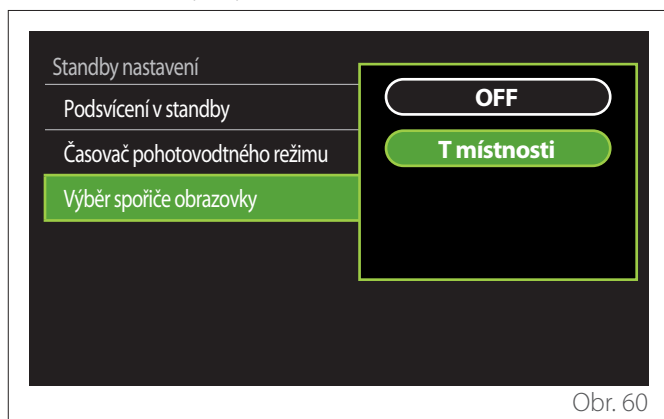 Standby nastavení
Podsvícení v standby
Časovač pohotovodtného režimu
Výběr spořiče obrazovky
OFF
T místnosti
Obr. 60